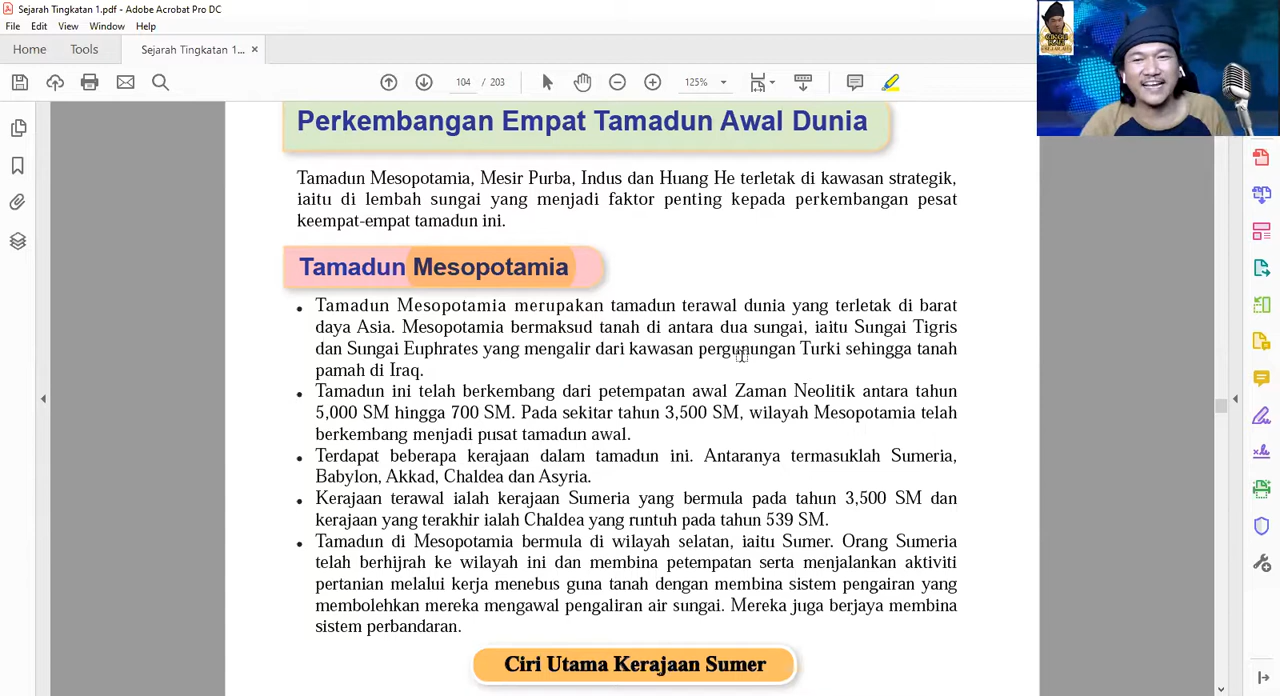 Sejarah Tingkatan 1.pdf - Adobe Acrobat Pro DC
File Edit View Window Help
Home Tools Sejarah Tingkatan 1... ×
104 / 203 125%
Perkembangan Empat Tamadun Awal Dunia
Tamadun Mesopotamia, Mesir Purba, Indus dan Huang He terletak di kawasan strategik,
iaitu di lembah sungai yang menjadi faktor penting kepada perkembangan pesat
keempat-empat tamadun ini.
Tamadun Mesopotamia
• Tamadun Mesopotamia merupakan tamadun terawal dunia yang terletak di barat
daya Asia. Mesopotamia bermaksud tanah di antara dua sungai, iaitu Sungai Tigris
dan Sungai Euphrates yang mengalir dari kawasan pergunungan Turki sehingga tanah
pamah di Iraq.
• Tamadun ini telah berkembang dari petempatan awal Zaman Neolitik antara tahun
5,000 SM hingga 700 SM. Pada sekitar tahun 3,500 SM, wilayah Mesopotamia telah
berkembang menjadi pusat tamadun awal.
• Terdapat beberapa kerajaan dalam tamadun ini. Antaranya termasuklah Sumeria,
Babylon, Akkad, Chaldea dan Asyria.
• Kerajaan terawal ialah kerajaan Sumeria yang bermula pada tahun 3,500 SM dan
kerajaan yang terakhir ialah Chaldea yang runtuh pada tahun 539 SM.
• Tamadun di Mesopotamia bermula di wilayah selatan, iaitu Sumer. Orang Sumeria
telah berhijrah ke wilayah ini dan membina petempatan serta menjalankan aktiviti
pertanian melalui kerja menebus guna tanah dengan membina sistem pengairan yang
membolehkan mereka mengawal pengaliran air sungai. Mereka juga berjaya membina
sistem perbandaran.
Ciri Utama Kerajaan Sumer